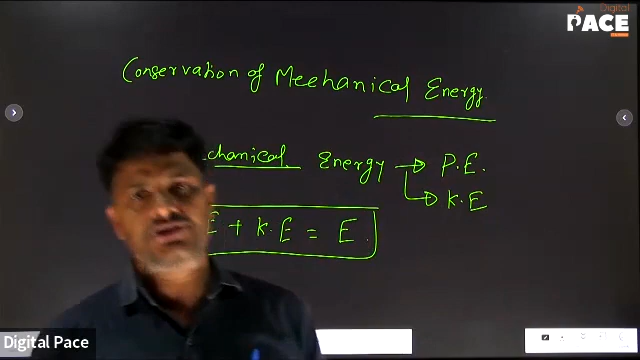 Digital
PACE
Conservation of Mechanical Energy.
chanical Energy → P.E.
K.E
E + K.E = E.
Digital Pace